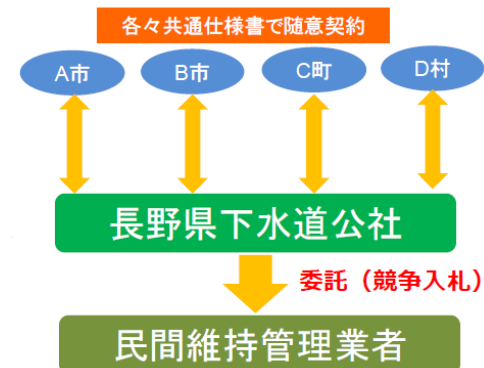 各々共通仕様書で随意契約
A市
B市
C町
D村
長野県下水道公社
委託（競争入札）
民間維持管理業者